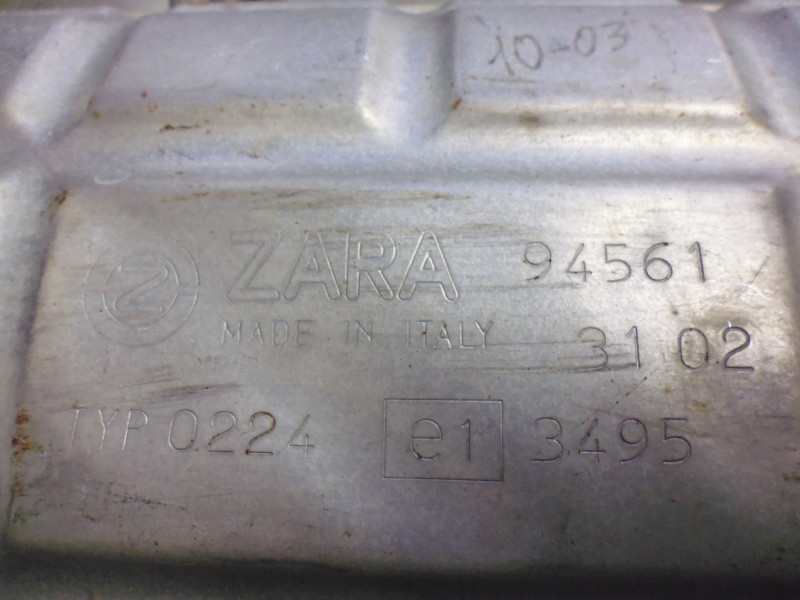 10-03
ZARA 94561
MADE IN ITALY 31 02
TYP 0224 e1 3495